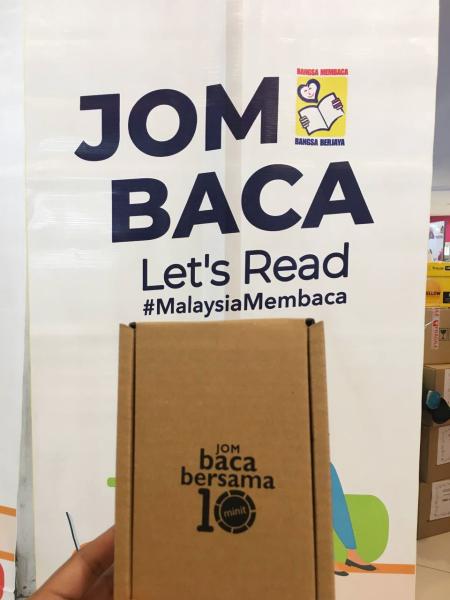 JOM
BANGSA MEMBACA
BANGSA BERJAYA
BACA
Let's Read
#MalaysiaMembaca
JOM
baca
bersama
10
minit